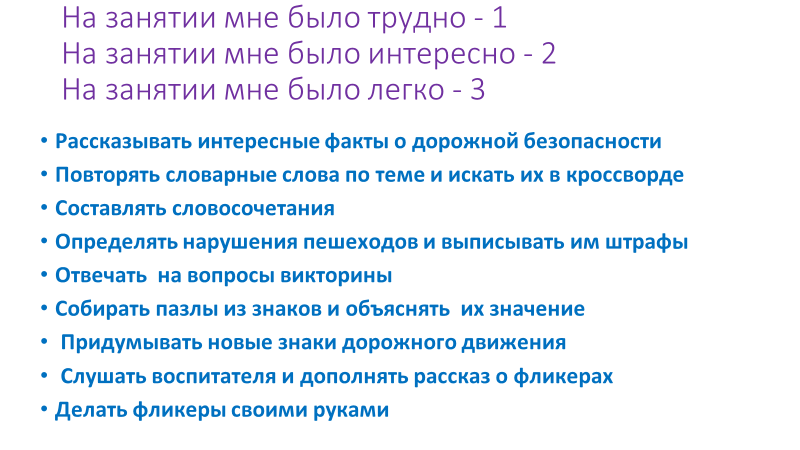 На занятии мне было трудно - 1
На занятии мне было интересно - 2
На занятии мне было легко - 3
• Рассказывать интересные факты о дорожной безопасности
• Повторять словарные слова по теме и искать их в кроссворде
• Составлять словосочетания
• Определять нарушения пешеходов и выписывать им штрафы
• Отвечать на вопросы викторины
• Собирать пазлы из знаков и объяснять их значение
• Придумывать новые знаки дорожного движения
• Слушать воспитателя и дополнять рассказ о фликерах
• Делать фликеры своими руками